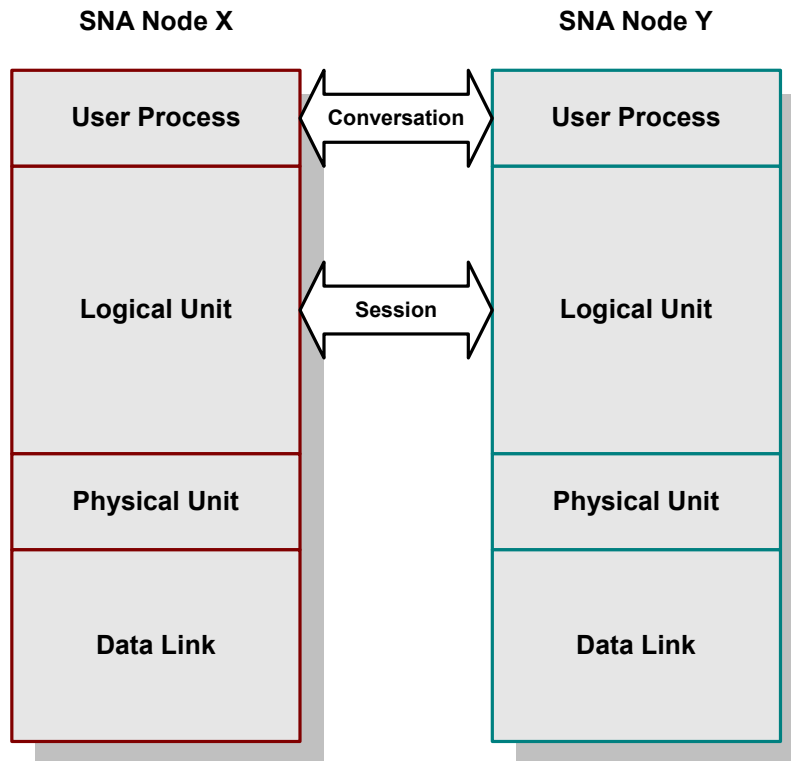 SNA Node X
SNA Node Y
User Process
Conversation
User Process
Logical Unit
Session
Logical Unit
Physical Unit
Physical Unit
Data Link
Data Link